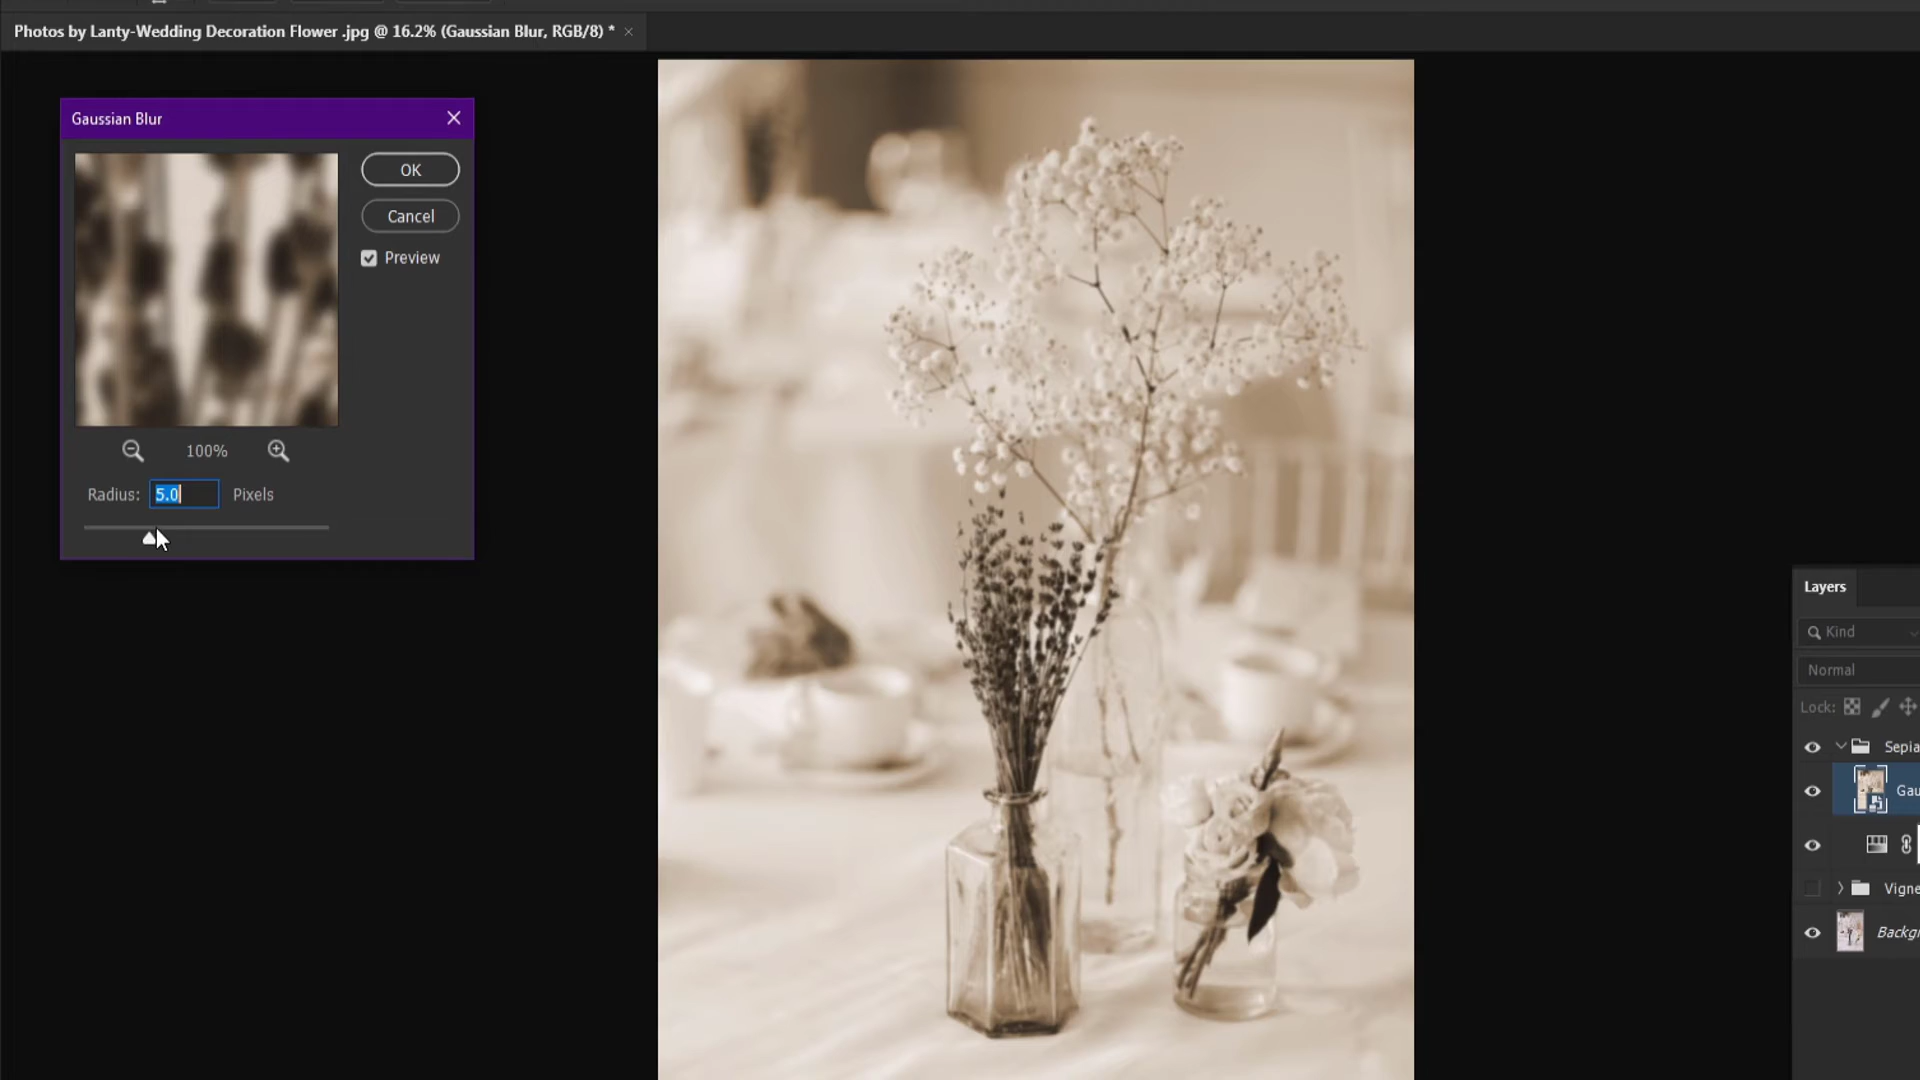 Photos by Lanty-Wedding Decoration Flower .jpg @ 16.2% (Gaussian Blur, RGB/8) *
Gaussian Blur
OK
Cancel
Preview
100%
Radius: 5.0 Pixels
Layers
Kind
Normal
Lock:
Sepia
Gau
Vigne
Backgr